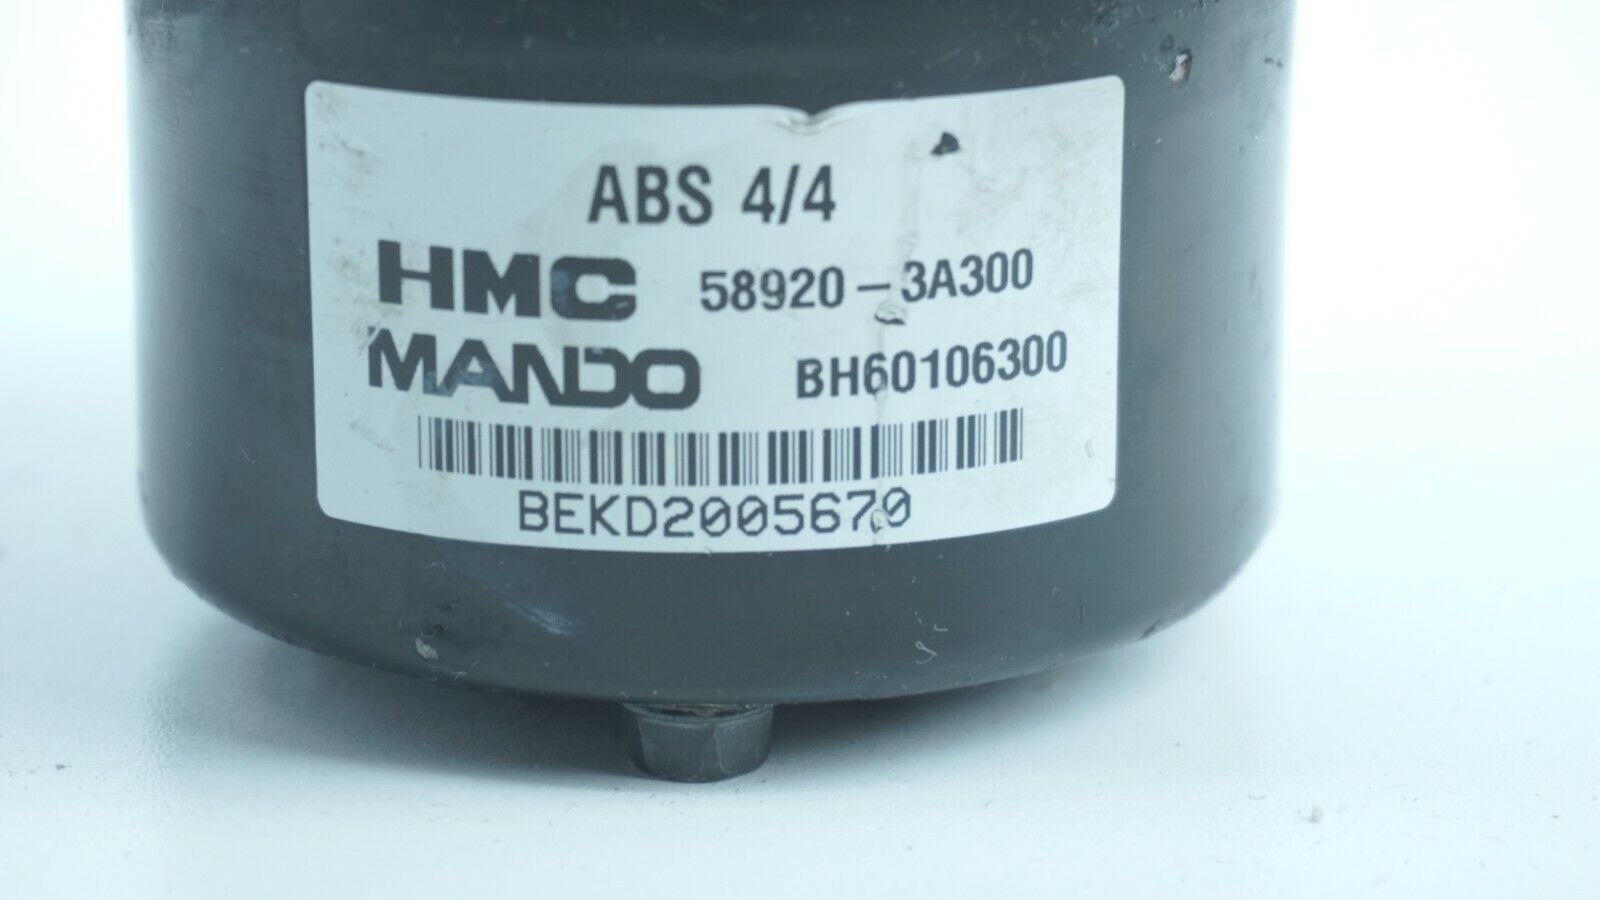 ABS 4/4
HMC 58920-3A300
MANDO BH60106300
BEKD2005670